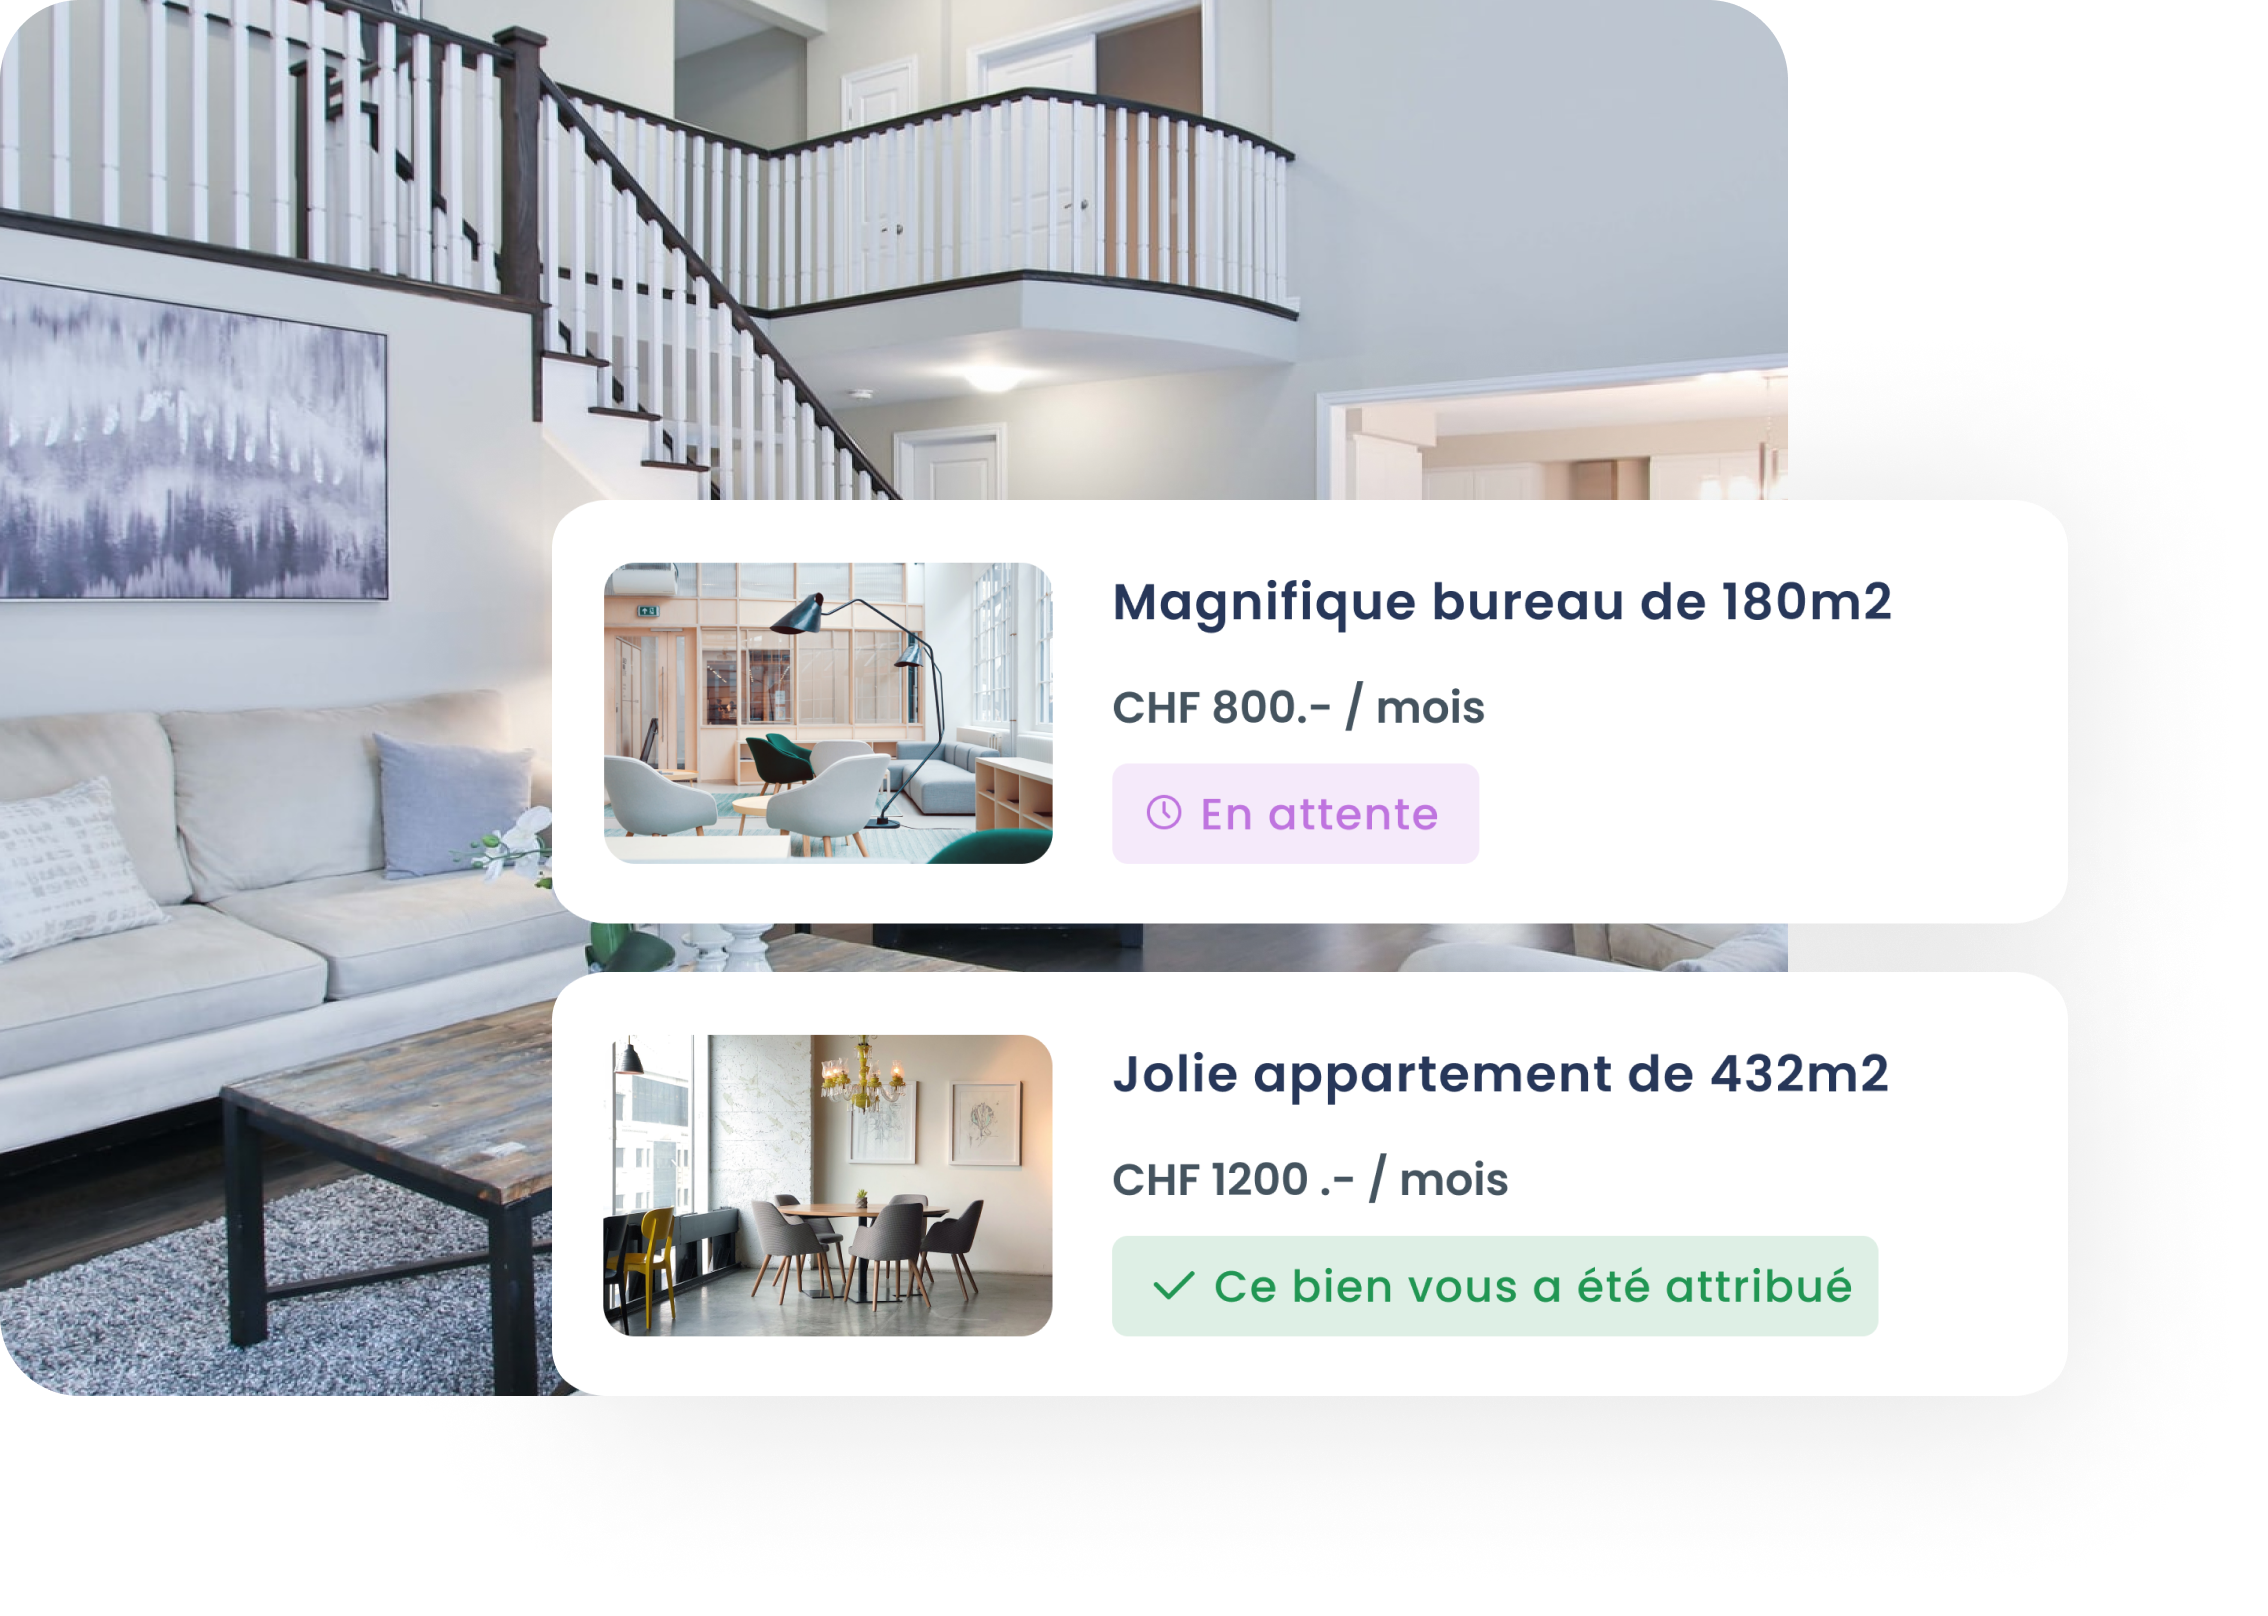 Magnifique bureau de 180m2
CHF 800.- / mois
En attente
Jolie appartement de 432m2
CHF 1200 .- / mois
Ce bien vous a été attribué